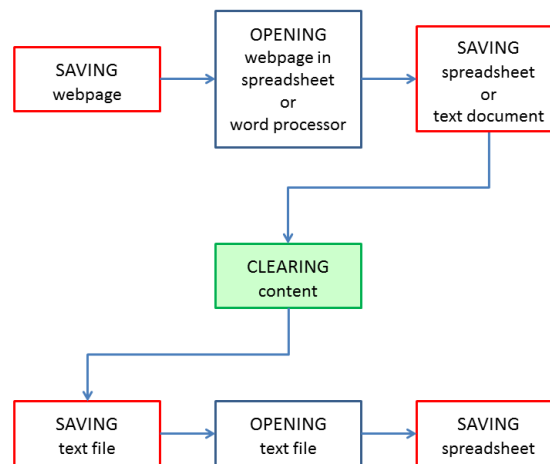 SAVING
webpage
OPENING
webpage in
spreadsheet
or
word processor
SAVING
spreadsheet
or
text document
CLEARING
content
SAVING
text file
OPENING
text file
SAVING
spreadsheet